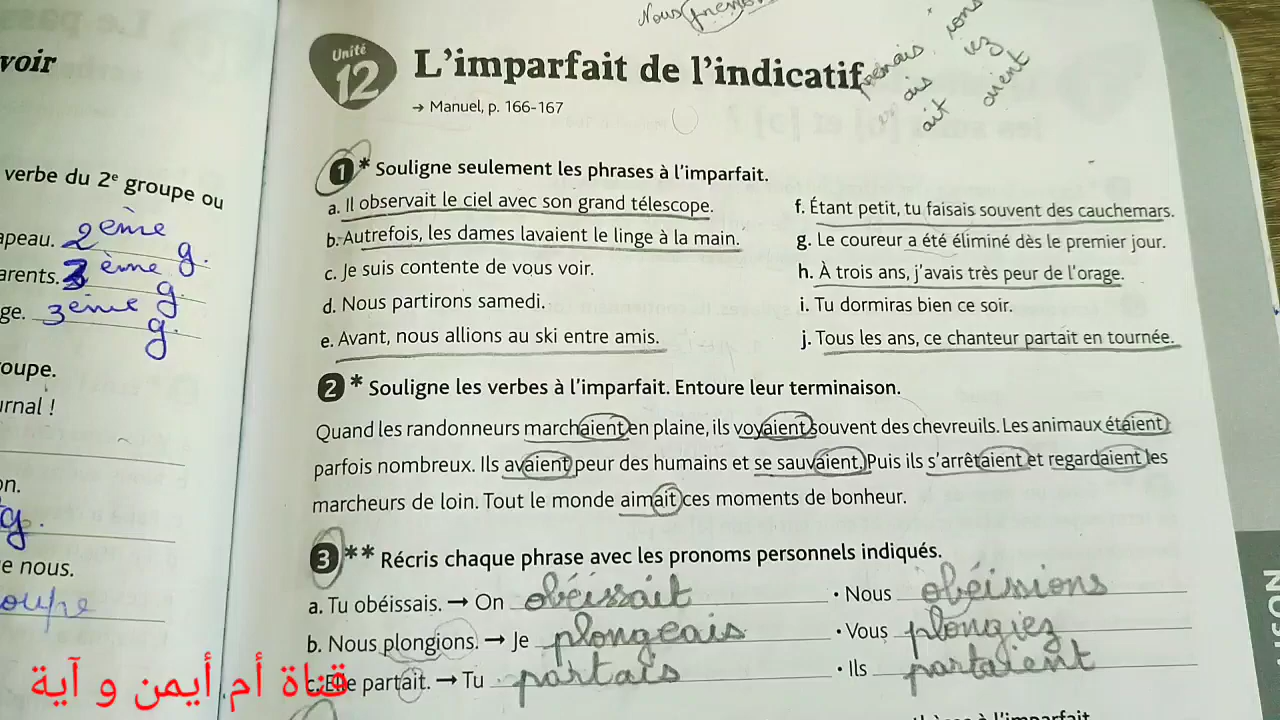 voir
verbe du 2e groupe ou
apeau. 2ème g.
arents. 3ème g.
ge. 3ème g.
oupe.
urnal !
on.
g.
e nous.
oupe
Nous
Unité
12
L'imparfait de l'indicatif
ions
ais iez
ait aient
→ Manuel, p. 166-167
1 * Souligne seulement les phrases à l'imparfait.
a. Il observait le ciel avec son grand télescope.
b. Autrefois, les dames lavaient le linge à la main.
c. Je suis contente de vous voir.
d. Nous partirons samedi.
e. Avant, nous allions au ski entre amis.
f. Étant petit, tu faisais souvent des cauchemars.
g. Le coureur a été éliminé dès le premier jour.
h. À trois ans, j'avais très peur de l'orage.
i. Tu dormiras bien ce soir.
j. Tous les ans, ce chanteur partait en tournée.
2 * Souligne les verbes à l'imparfait. Entoure leur terminaison.
Quand les randonneurs marchaient en plaine, ils voyaient souvent des chevreuils. Les animaux étaient
parfois nombreux. Ils avaient peur des humains et se sauvaient. Puis ils s'arrêtaient et regardaient les
marcheurs de loin. Tout le monde aimait ces moments de bonheur.
3 ** Récris chaque phrase avec les pronoms personnels indiqués.
a. Tu obéissais. → On obéissait • Nous obéissions
b. Nous plongions. → Je plongeais • Vous plongiez
c. Elle partait. → Tu partais • Ils partaient
قناة أم أيمن و آية
à l'imparfait